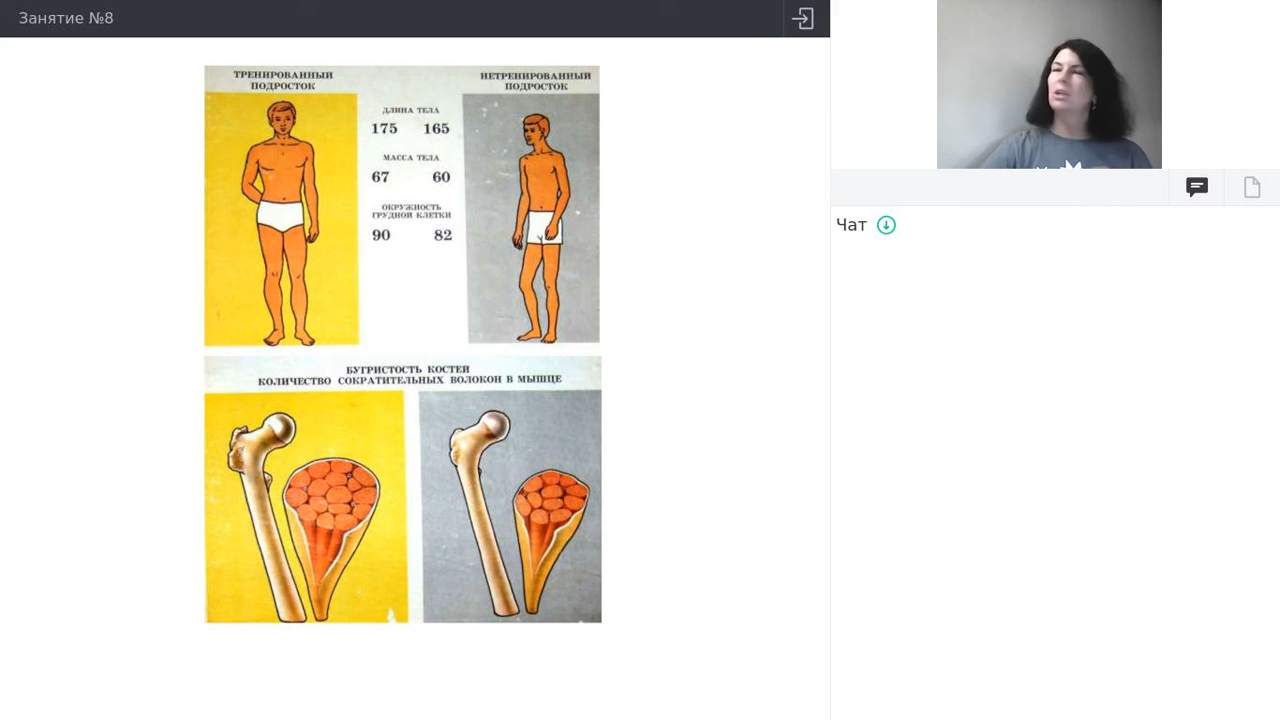 Занятие №8
ТРЕНИРОВАННЫЙ
ПОДРОСТОК
НЕТРЕНИРОВАННЫЙ
ПОДРОСТОК
ДЛИНА ТЕЛА
175 165
МАССА ТЕЛА
67 60
ОКРУЖНОСТЬ
ГРУДНОЙ КЛЕТКИ
90 82
БУГРИСТОСТЬ КОСТЕЙ
КОЛИЧЕСТВО СОКРАТИТЕЛЬНЫХ ВОЛОКОН В МЫШЦЕ
Чат